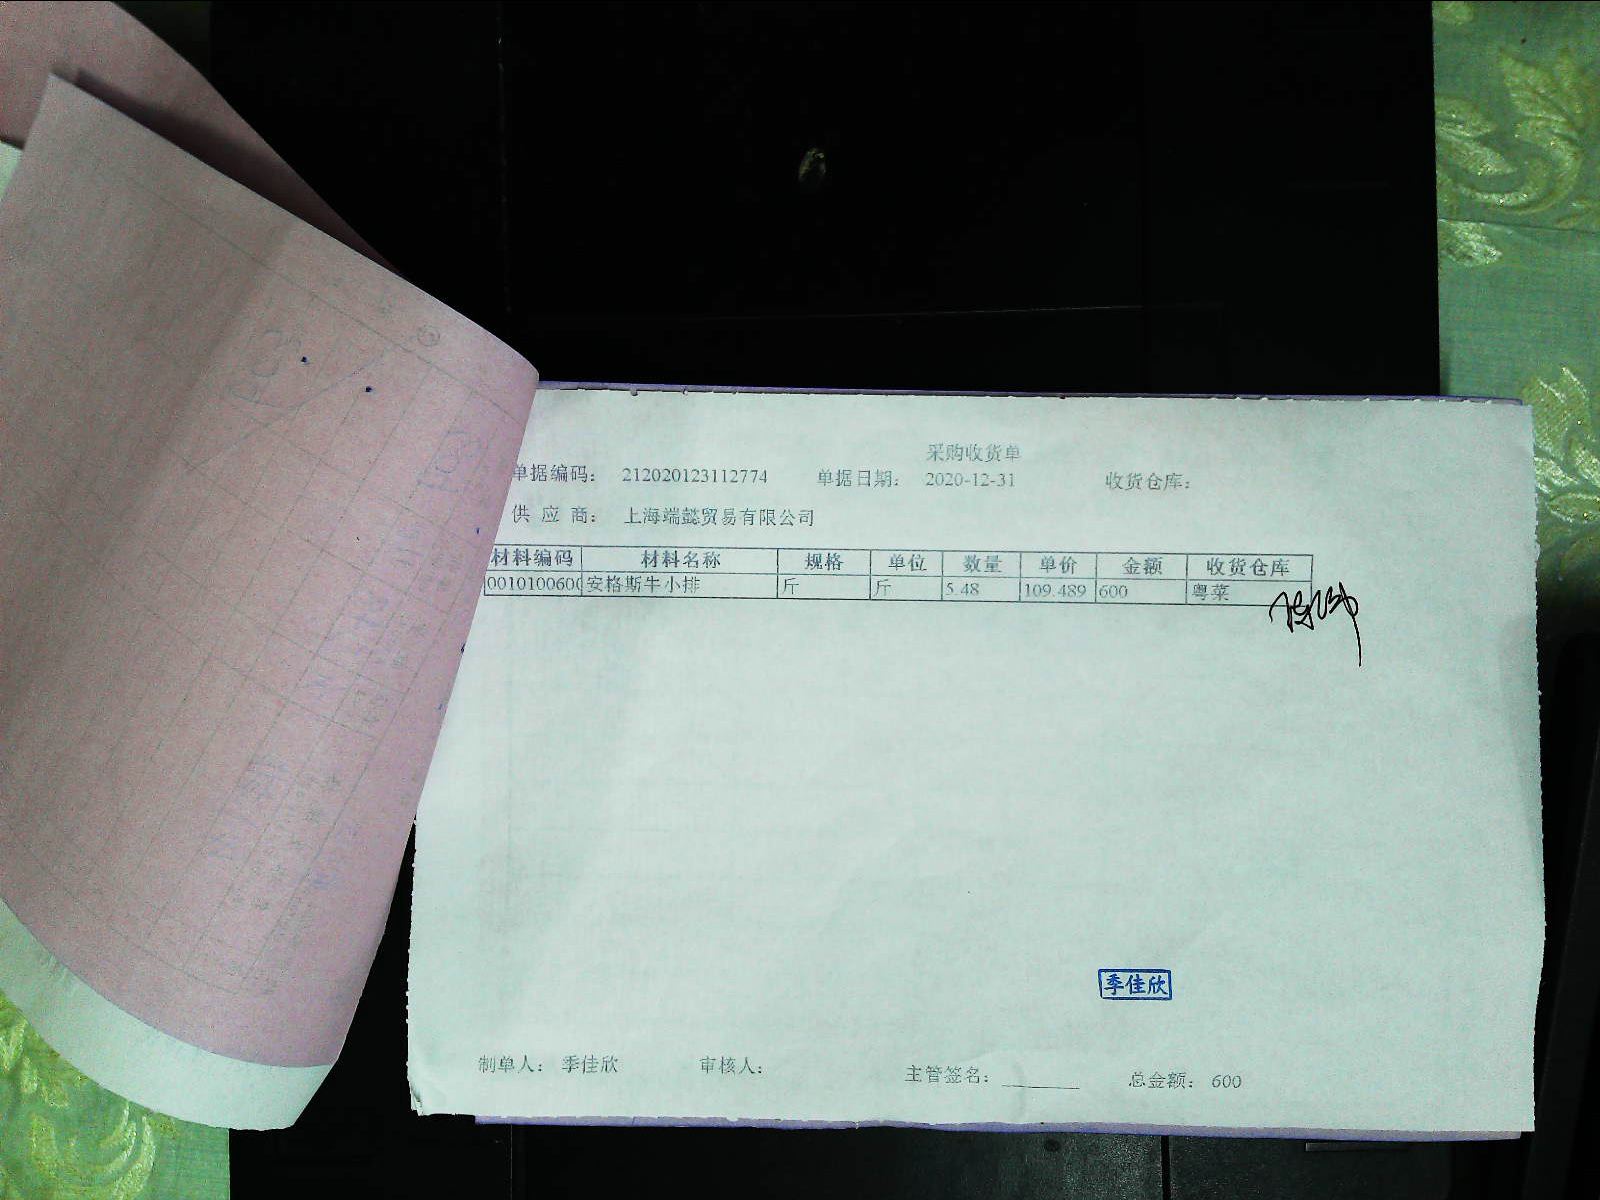 采购收货单
单据编码： 212020123112774 单据日期： 2020-12-31 收货仓库：
供 应 商： 上海端懿贸易有限公司
材料编码 材料名称 规格 单位 数量 单价 金额 收货仓库
0010100600 安格斯牛小排 斤 斤 5.48 109.489 600 粤菜
季佳欣
制单人： 季佳欣 审核人： 主管签名：________ 总金额： 600